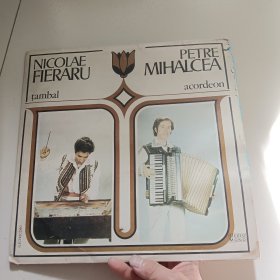 NICOLAE
FIERARU
țambal
PETRE
MIHALCEA
acordeon